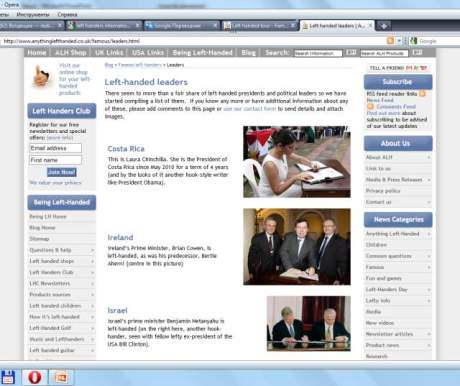 - Opera
Инструменты Справка
Left handers informatio...
Google Переводчик
Left hand tour - Fam...
Left handed leaders | A...
http://www.anythinglefthanded.co.uk/famous/leaders.html
Home
ALH Shop
UK Links
USA Links
Being Left-Handed
Blog
Search:
Search Information
Search ALH Products
Visit our
online shop
for your left-
handed
products
Left Handers Club
Register for our free
newsletters and special
offers: (more info)
Email address
First name
Join Now!
We value your privacy
Being Left-Handed
Being LH Home
Blog Home
Sitemap
Questions & help
Left handed shops
Left Handers Club
LHC Newsletters
Products sources
Left handed children
How it's left-handed
Left Handed Golf
Music and Lefthanders
Left handed guitar
Blog » Famous left-handers » Leaders
Left-handed leaders
There seem to more than a fair share of left handed presidents and political leaders so we have
started compiling a list of them. If you know any more or have additional information about any
of these, please add comments to this page or use our contact form to send details and attach
images.
Costa Rica
This is Laura Chinchilla. She is the President of
Costa Rica since May 2010 for a term of 4 years
(and by the looks of it another hook-style writer
like President Obama).
Ireland
Ireland's Prime Minister, Brian Cowen, is
left-handed, as was his predecessor, Bertie
Ahern! (centre in this picture)
Israel
Israel's prime minister Benjamin Netanyahu is
left-handed (on the right here, another hook-
hander, seen with fellow lefty ex-president of the
USA Bill Clinton).
TELL A FRIEND
Subscribe
RSS feed reader links
News Feed
Comments Feed
Find out more about
subscribing to be advised
of our latest updates
About Us
About ALH
Link to us
Media & Press Releases
Privacy policy
Contact us
News Categories
Anything Left-Handed
Children
Common questions
Famous
Fun and games
Left-Handers Day
Lefty info
Media
New videos
Newsletter articles
Product news
Research